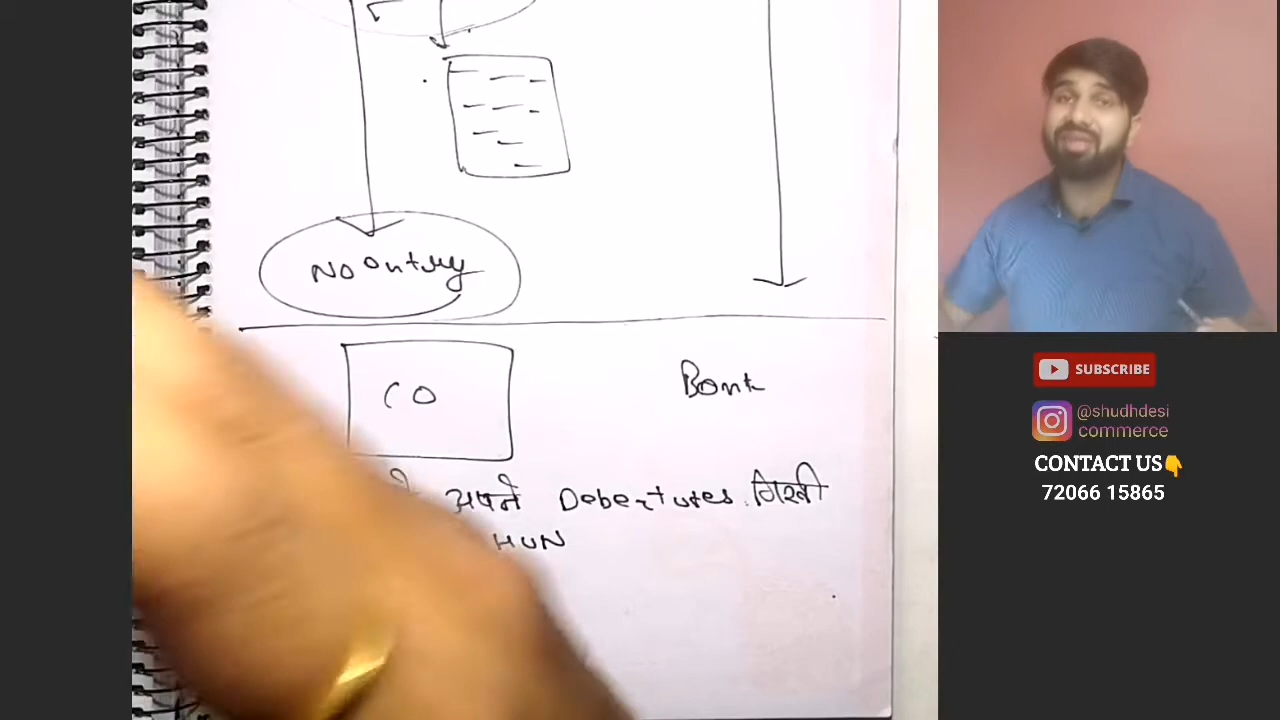 No entry
CO
Bank
ने अपने Debentures गिरवी
HUN
SUBSCRIBE
@shudhdesi
commerce
CONTACT US👇
72066 15865